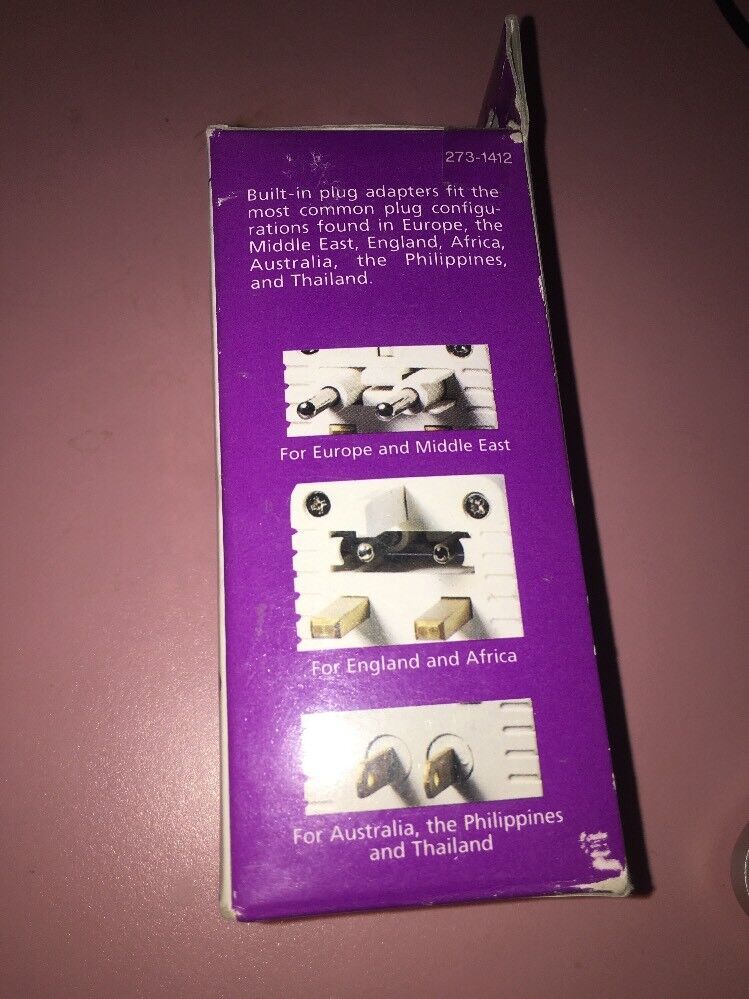 273-1412
Built-in plug adapters fit the
most common plug configu-
rations found in Europe, the
Middle East, England, Africa,
Australia, the Philippines,
and Thailand.
For Europe and Middle East
For England and Africa
For Australia, the Philippines
and Thailand